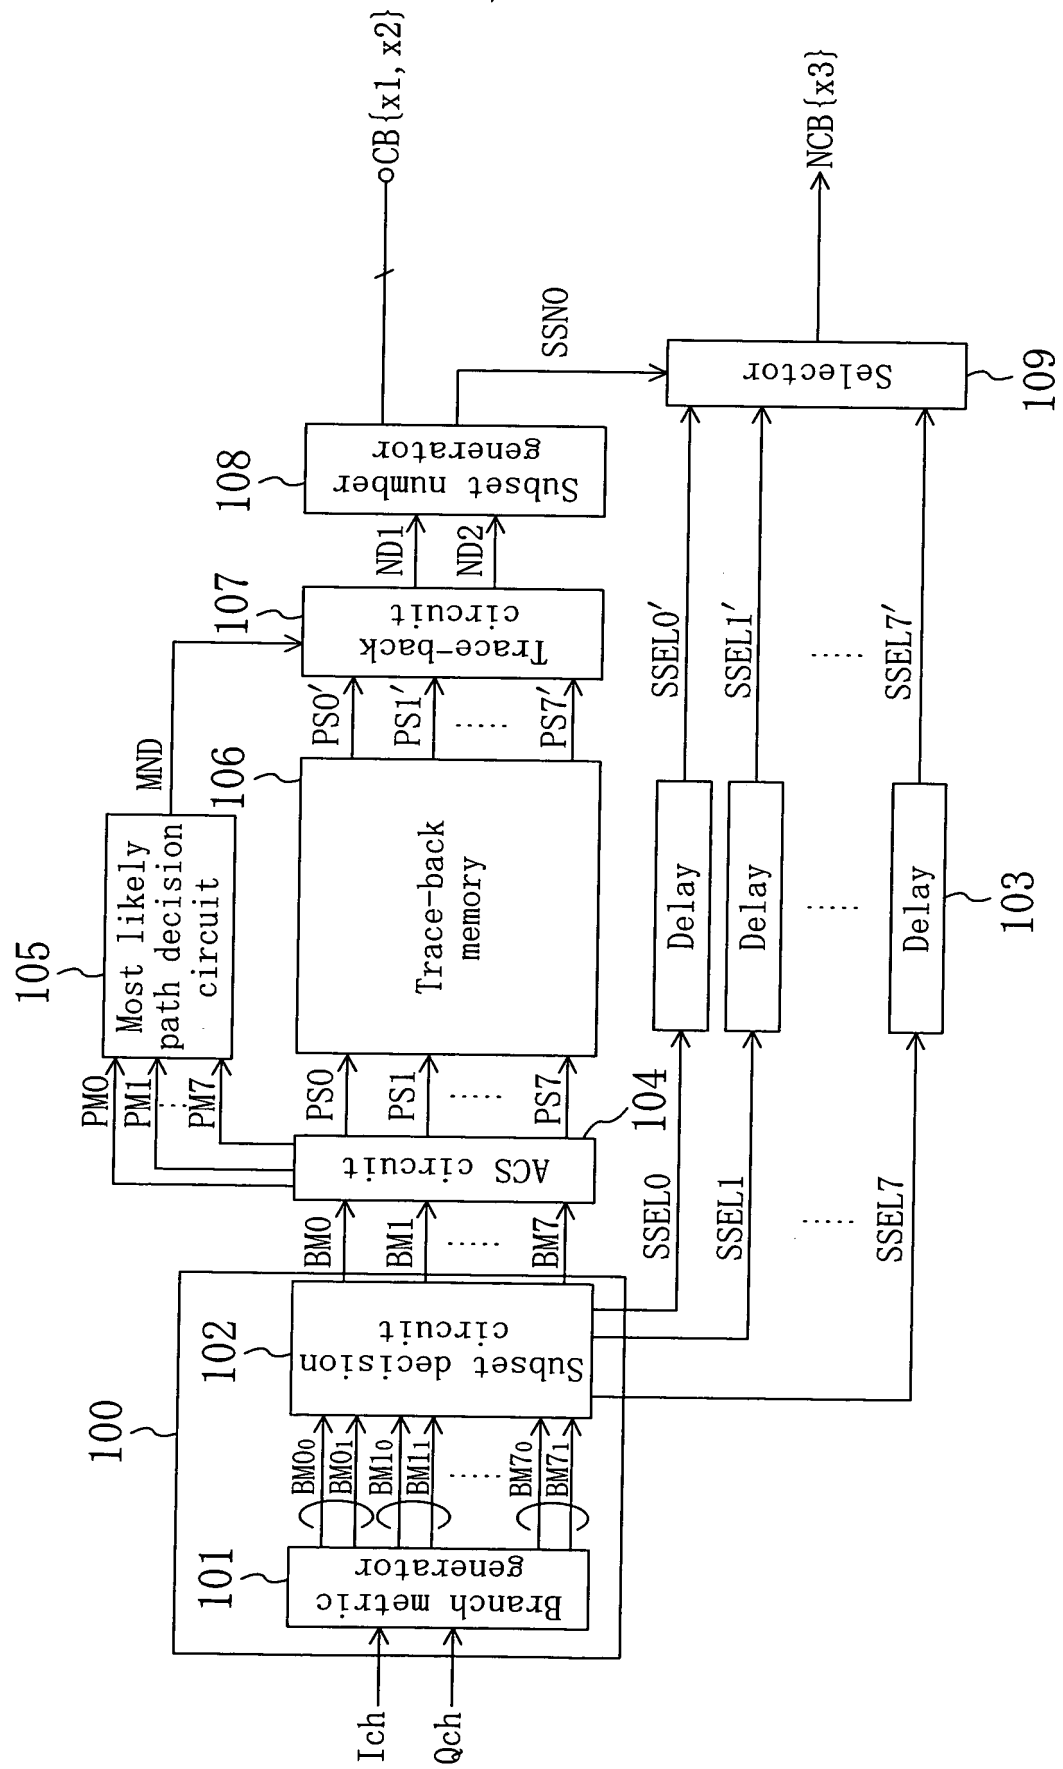 100
101
Branch metric
generator
Ich
Qch
BM0₀
BM0₁
BM1₀
BM1₁
.....
BM7₀
BM7₁
102
Subset decision
circuit
BM0
BM1
.....
BM7
ACS circuit
104
PM0
PM1
.....
PM7
105
Most likely
path decision
circuit
MND
PS0
PS1
.....
PS7
106
Trace-back
memory
PS0'
PS1'
.....
PS7'
107
Trace-back
circuit
ND1
ND2
108
Subset number
generator
CB{x1, x2}
SSNO
SSEL0
SSEL1
.....
SSEL7
Delay
Delay
.....
Delay
103
SSEL0'
SSEL1'
.....
SSEL7'
Selector
109
NCB{x3}